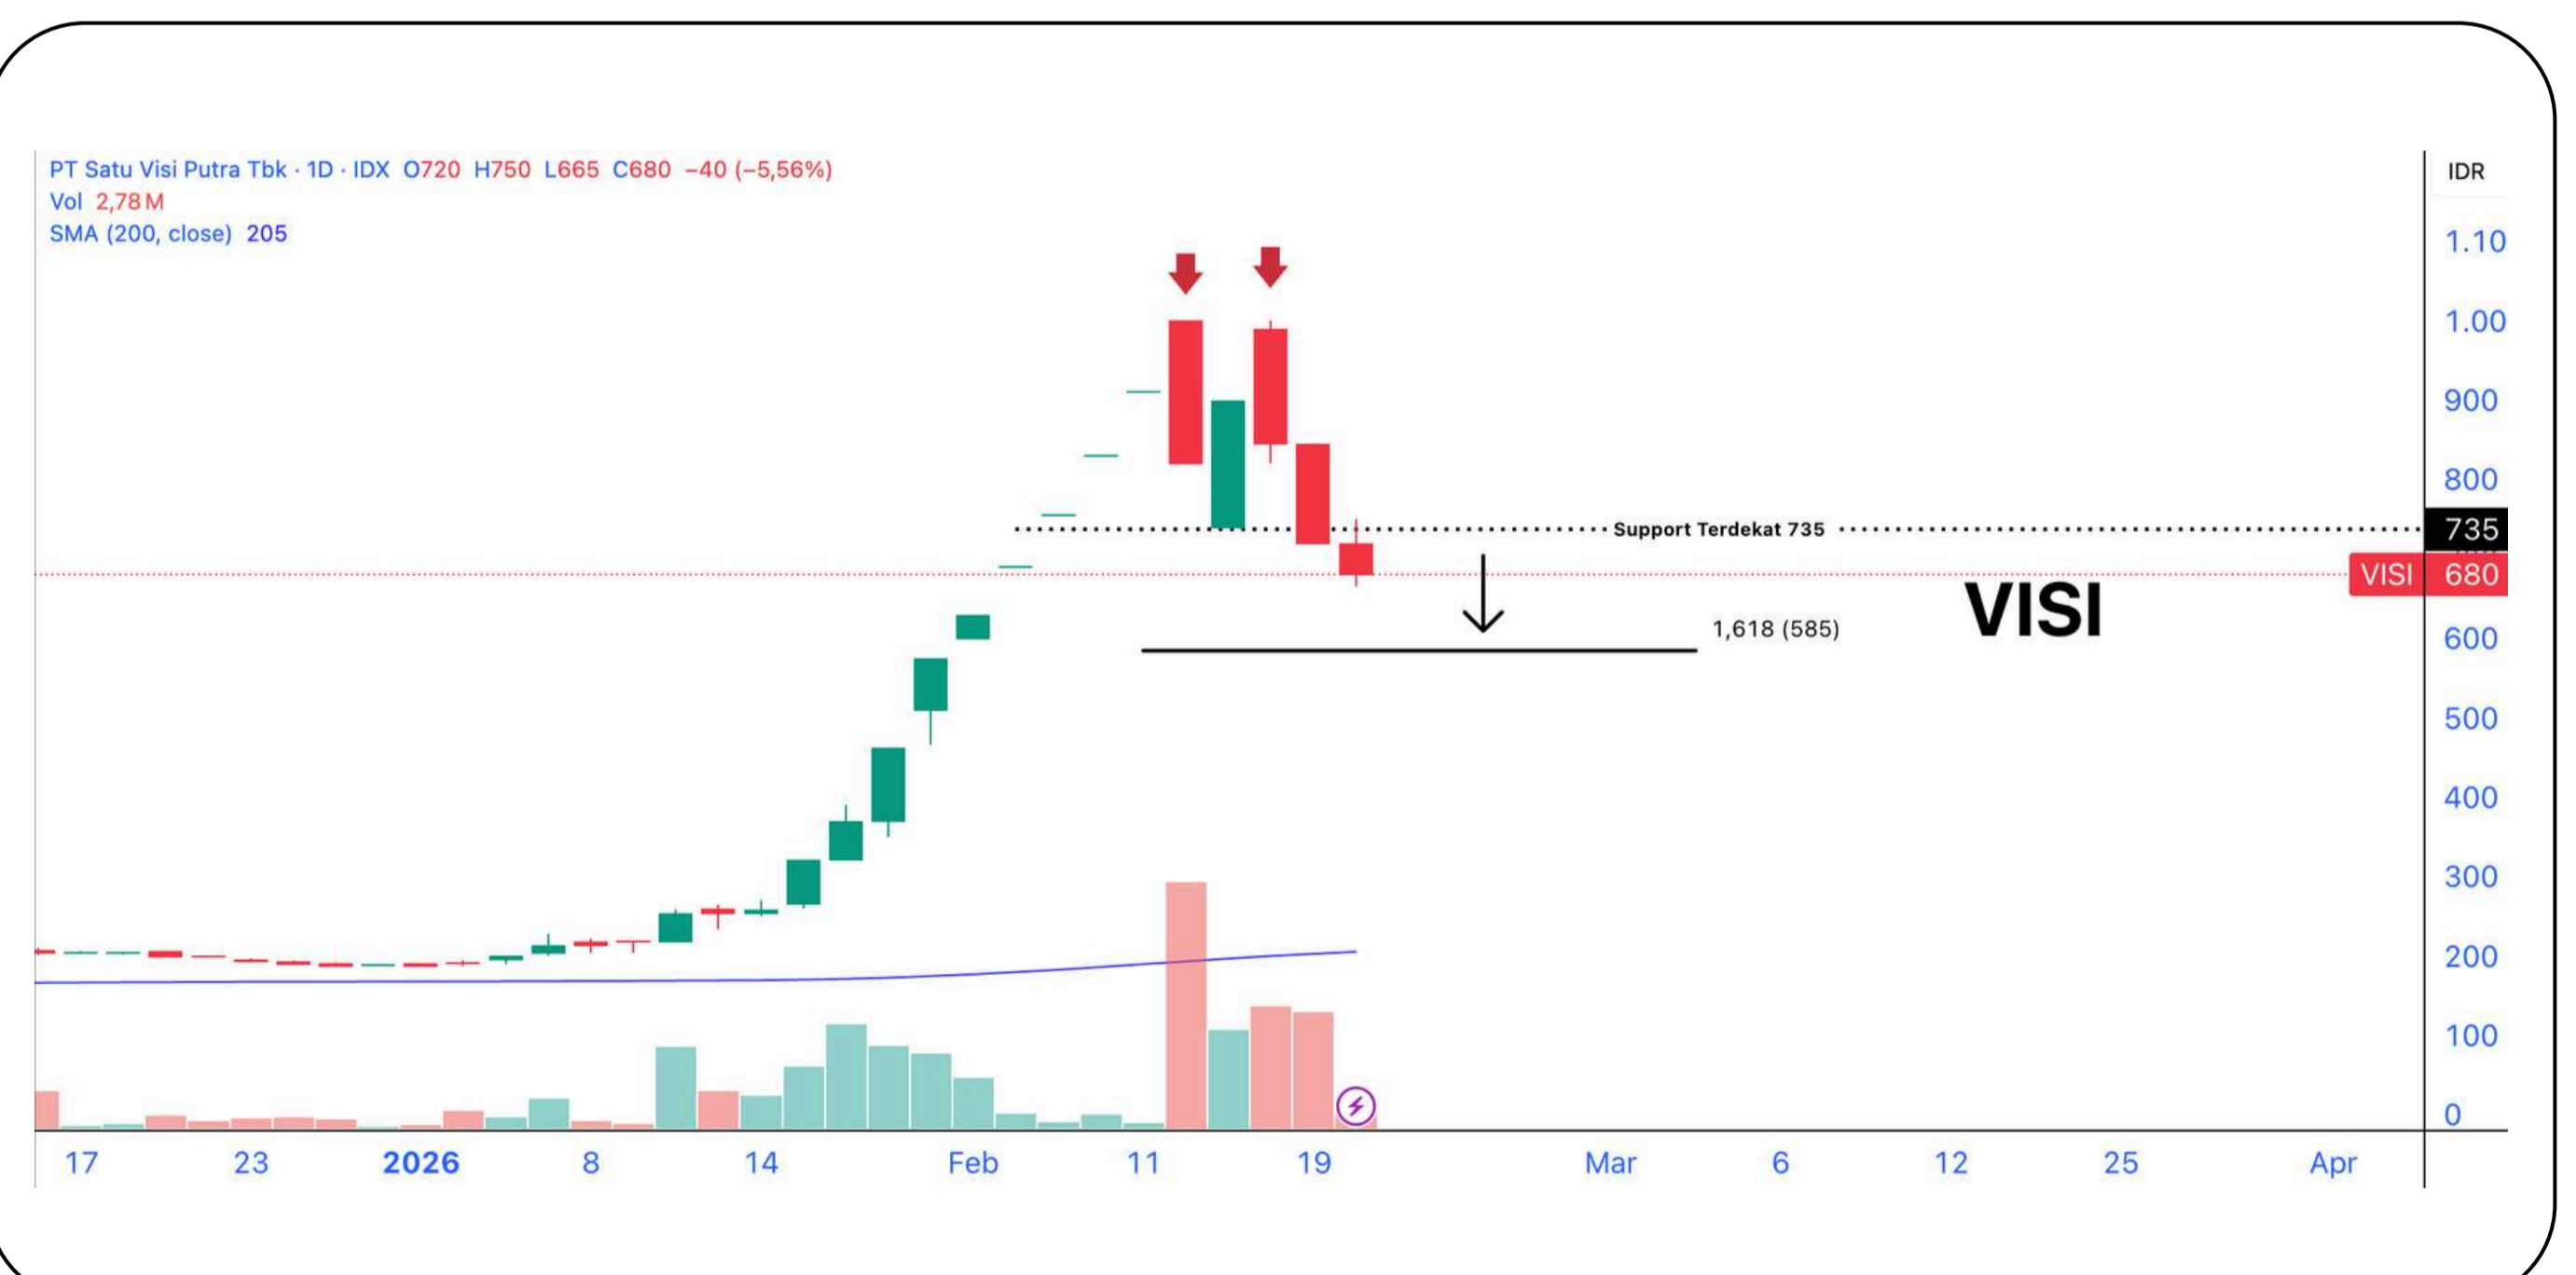 PT Satu Visi Putra Tbk · 1D · IDX O720 H750 L665 C680 −40 (−5,56%)
Vol 2,78 M
SMA (200, close) 205
IDR
1.10
1.00
900
800
Support Terdekat 735
735
VISI 680
VISI
1,618 (585)
600
500
400
300
200
100
0
17 23 2026 8 14 Feb 11 19 Mar 6 12 25 Apr